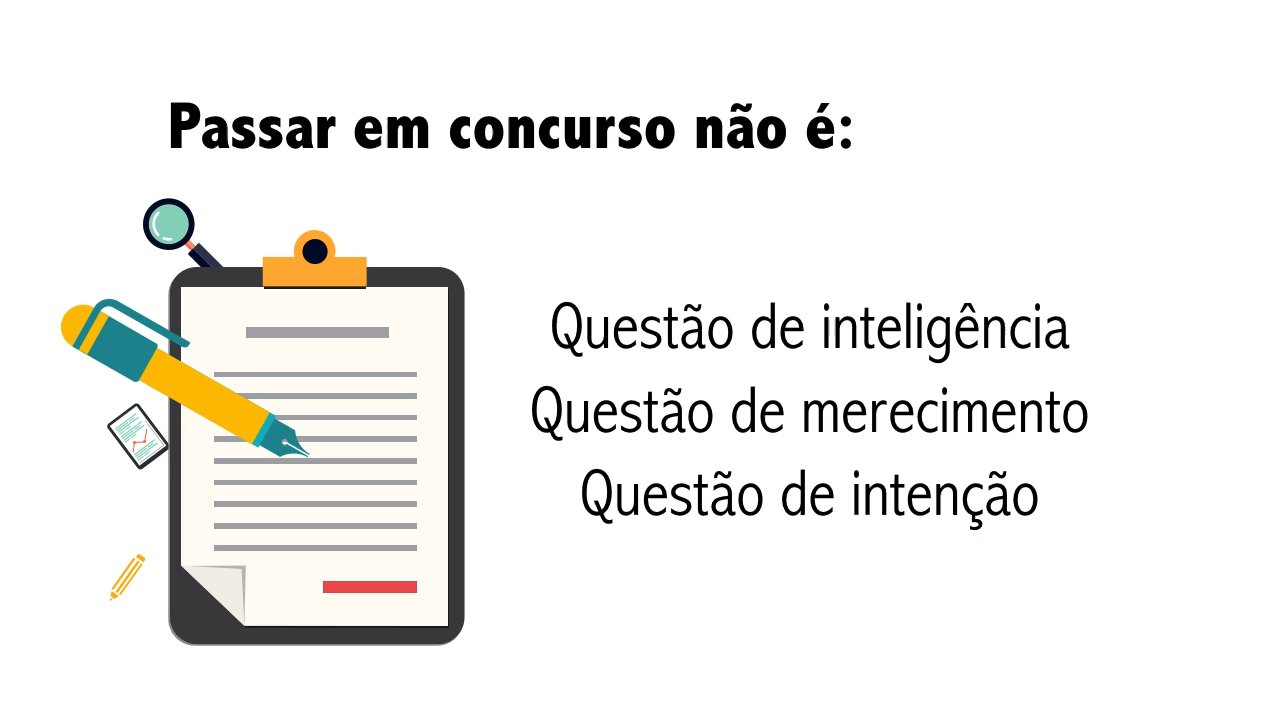 Passar em concurso não é:
Questão de inteligência
Questão de merecimento
Questão de intenção